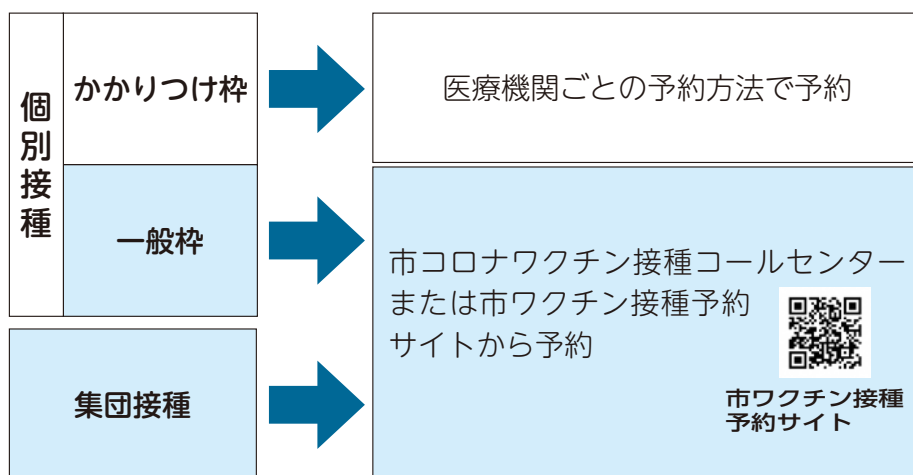 個別接種
かかりつけ枠
医療機関ごとの予約方法で予約
一般枠
集団接種
市コロナワクチン接種コールセンター
または市ワクチン接種予約
サイトから予約
市ワクチン接種
予約サイト